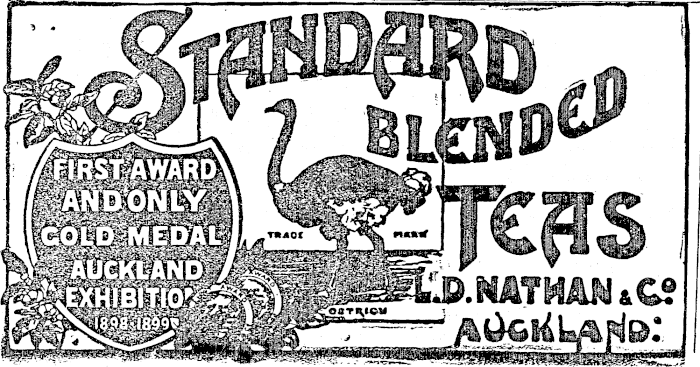 STANDARD
BLENDED
TEAS
FIRST AWARD
AND ONLY
GOLD MEDAL
AUCKLAND
EXHIBITION
1898-1899
TRADE MARK
OSTRICH
L.D. NATHAN & Co
AUCKLAND: